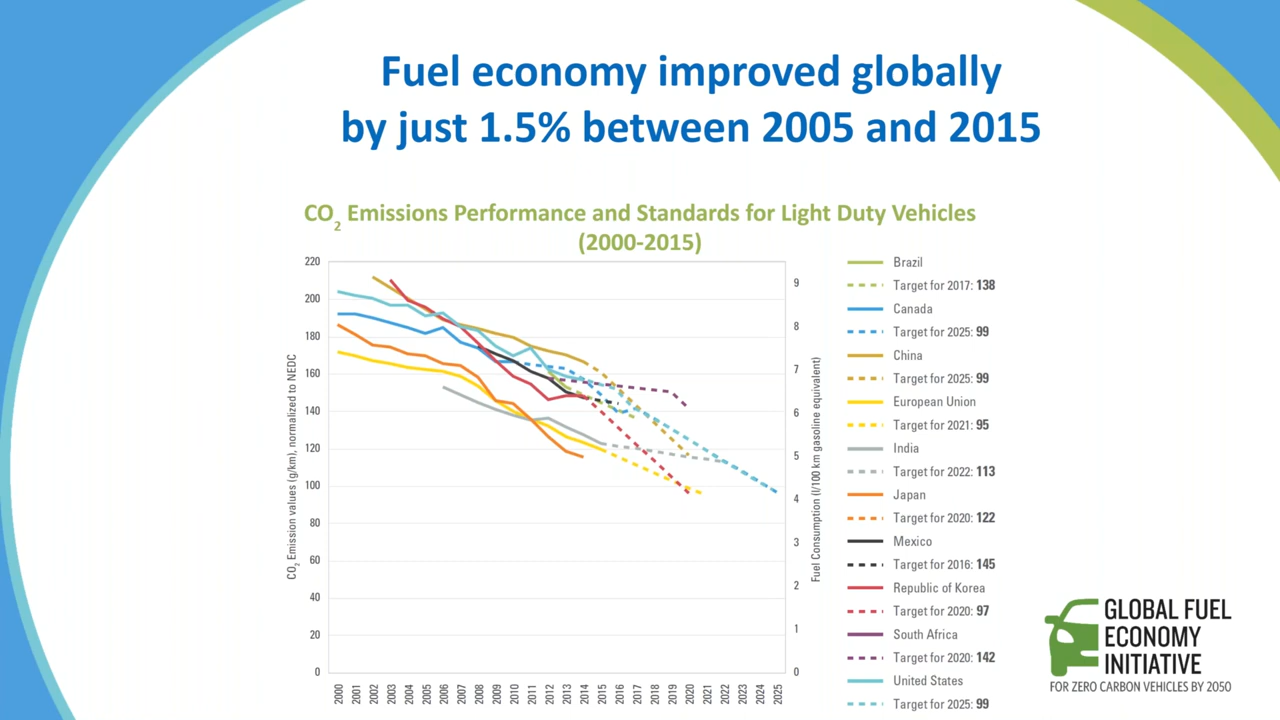 Fuel economy improved globally
by just 1.5% between 2005 and 2015
CO2 Emissions Performance and Standards for Light Duty Vehicles
(2000-2015)
CO2 Emission values (g/km), normalized to NEDC
220
200
180
160
140
120
100
80
60
40
20
0
9
8
7
6
5
4
3
2
1
0
Fuel Consumption (l/100 km gasoline equivalent)
2000
2001
2002
2003
2004
2005
2006
2007
2008
2009
2010
2011
2012
2013
2014
2015
2016
2017
2018
2019
2020
2021
2022
2023
2024
2025
Brazil
Target for 2017: 138
Canada
Target for 2025: 99
China
Target for 2025: 99
European Union
Target for 2021: 95
India
Target for 2022: 113
Japan
Target for 2020: 122
Mexico
Target for 2016: 145
Republic of Korea
Target for 2020: 97
South Africa
Target for 2020: 142
United States
Target for 2025: 99
GLOBAL FUEL
ECONOMY
INITIATIVE
FOR ZERO CARBON VEHICLES BY 2050